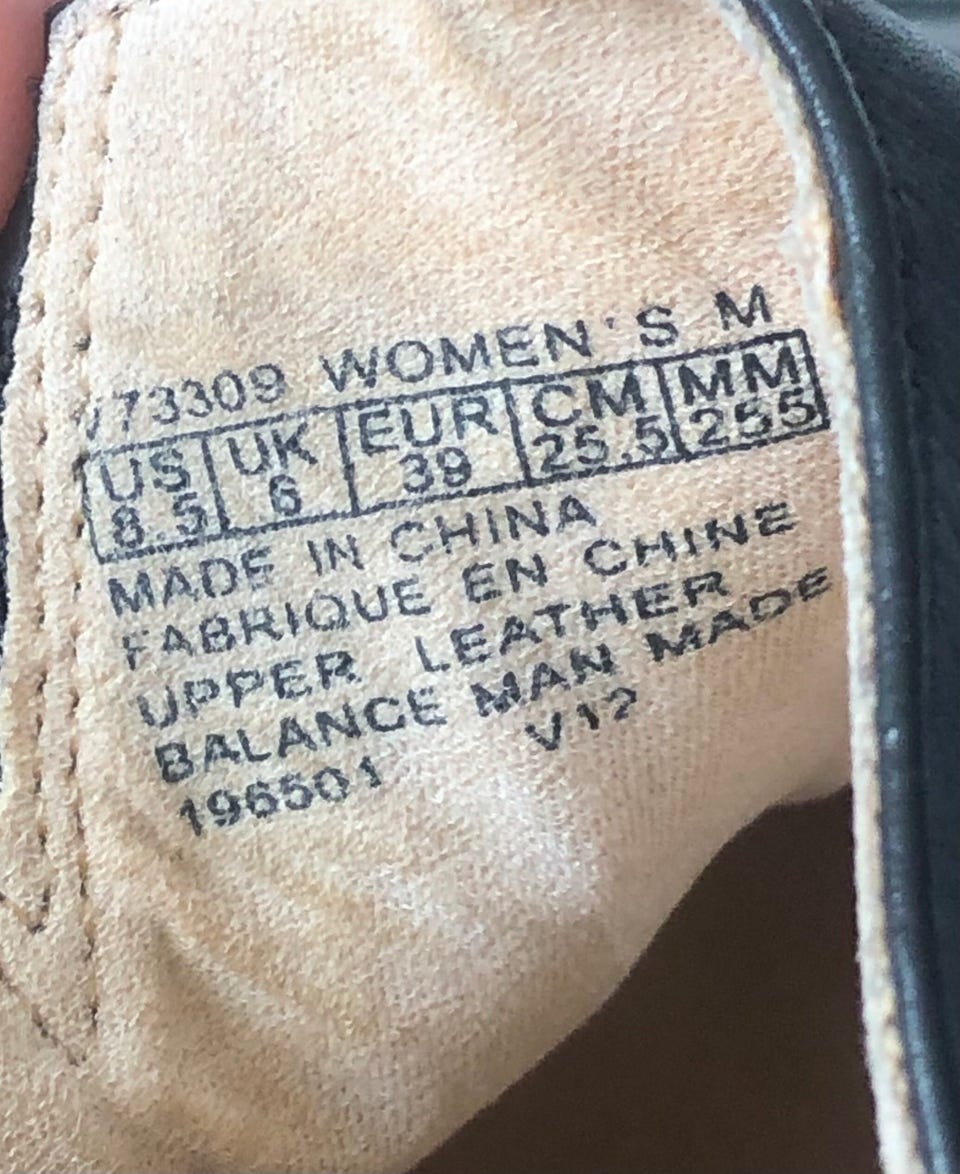 V73309 WOMEN'S M
US UK EUR CM MM
8.5 6 39 25.5 255
MADE IN CHINA
FABRIQUE EN CHINE
UPPER LEATHER
BALANCE MAN MADE
196501 V12